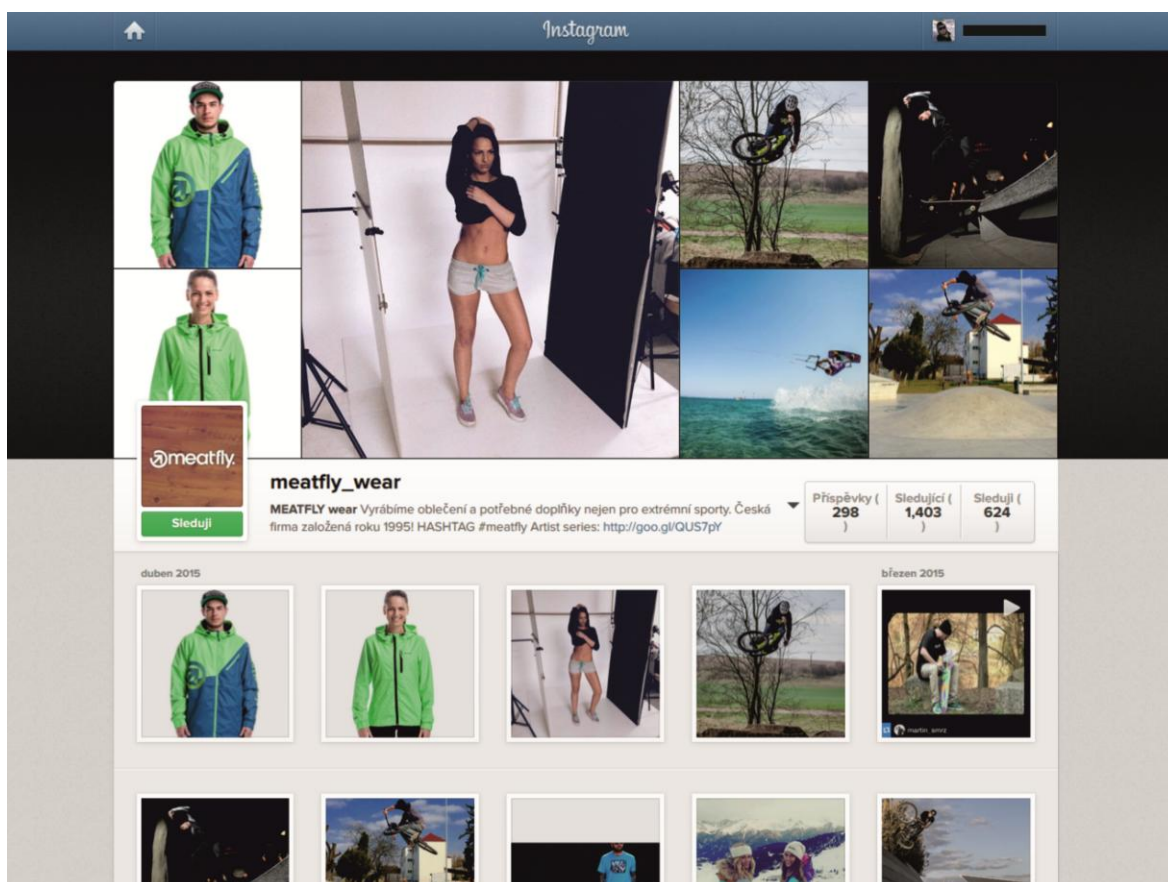 Instagram
meatfly.
Sleduji
meatfly_wear
MEATFLY wear Vyrábíme oblečení a potřebné doplňky nejen pro extrémní sporty. Česká
firma založená roku 1995! HASHTAG #meatfly Artist series: http://goo.gl/QUS7pY
Příspěvky (
298
)
Sledující (
1,403
)
Sleduji (
624
)
duben 2015
březen 2015
martin_smrz